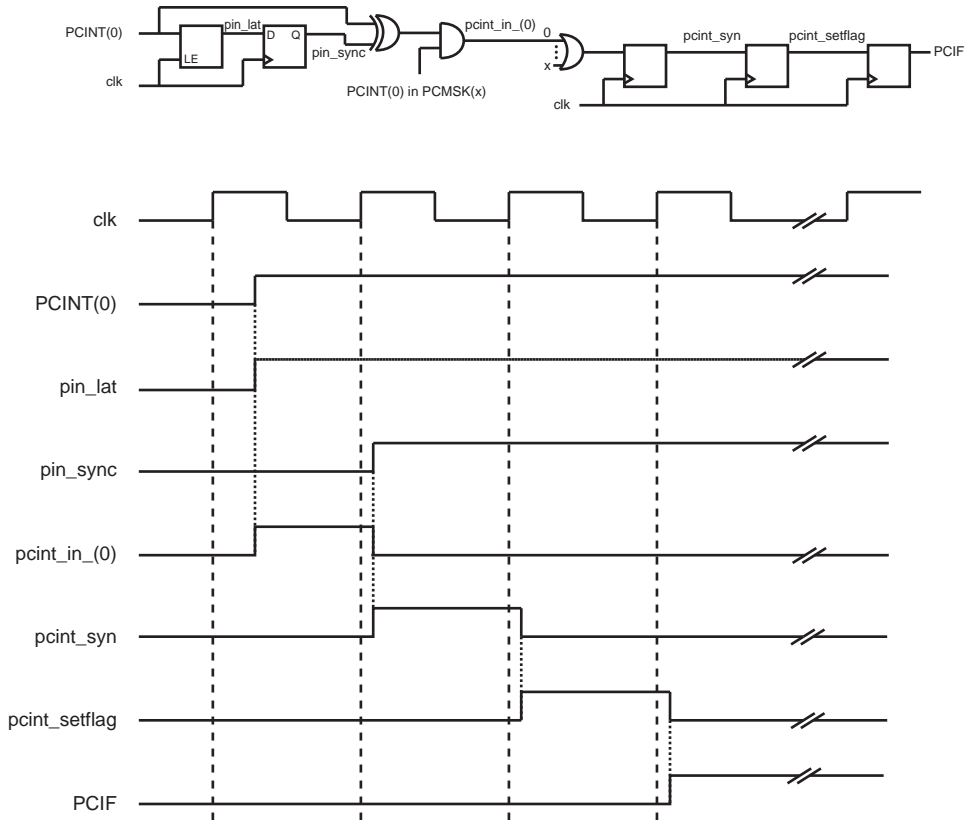 PCINT(0)
pin_lat
D Q
LE
pin_sync
clk
PCINT(0) in PCMSK(x)
pcint_in_(0)
0
x
clk
pcint_syn
pcint_setflag
PCIF
clk
PCINT(0)
pin_lat
pin_sync
pcint_in_(0)
pcint_syn
pcint_setflag
PCIF